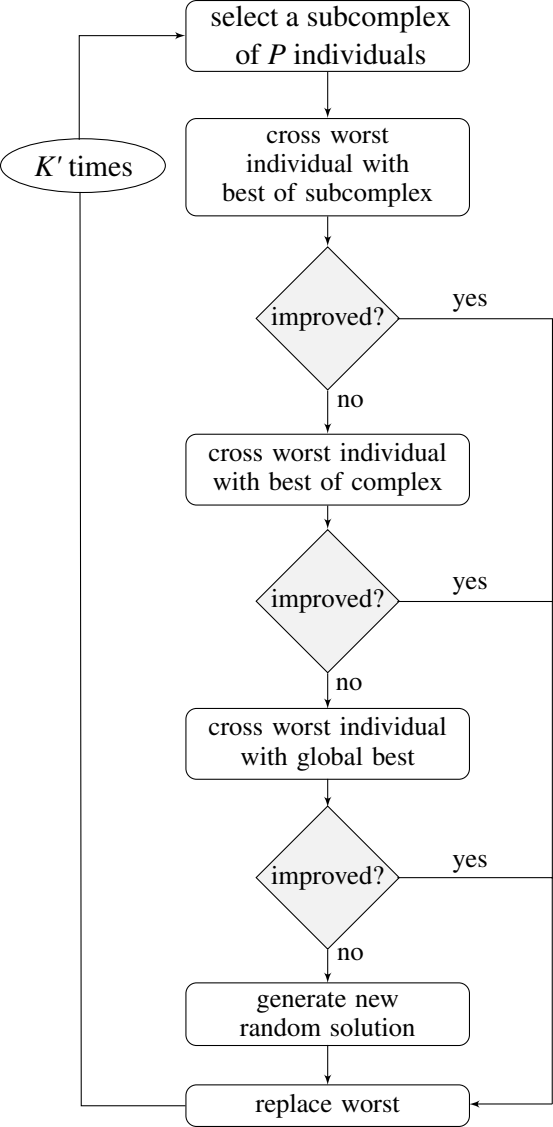 select a subcomplex
of P individuals
K' times
cross worst
individual with
best of subcomplex
improved?
yes
no
cross worst individual
with best of complex
improved?
yes
no
cross worst individual
with global best
improved?
yes
no
generate new
random solution
replace worst